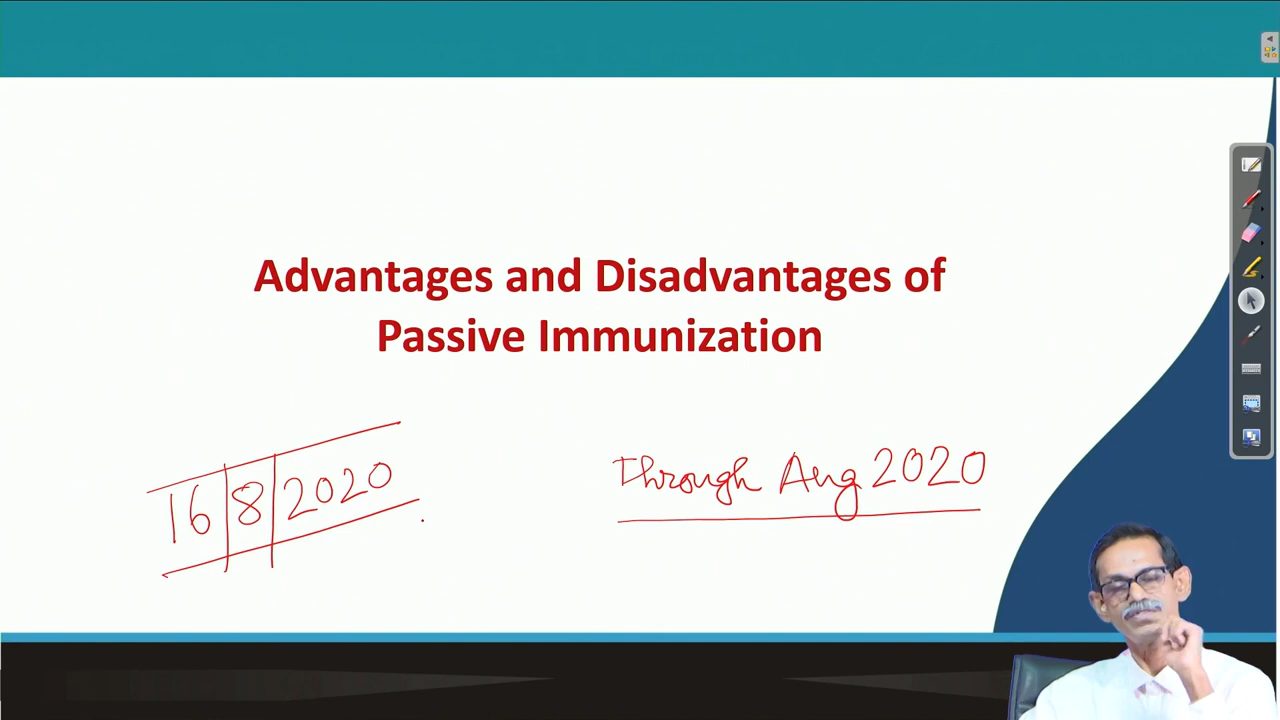 Advantages and Disadvantages of
Passive Immunization
16|8|2020
Through Aug 2020